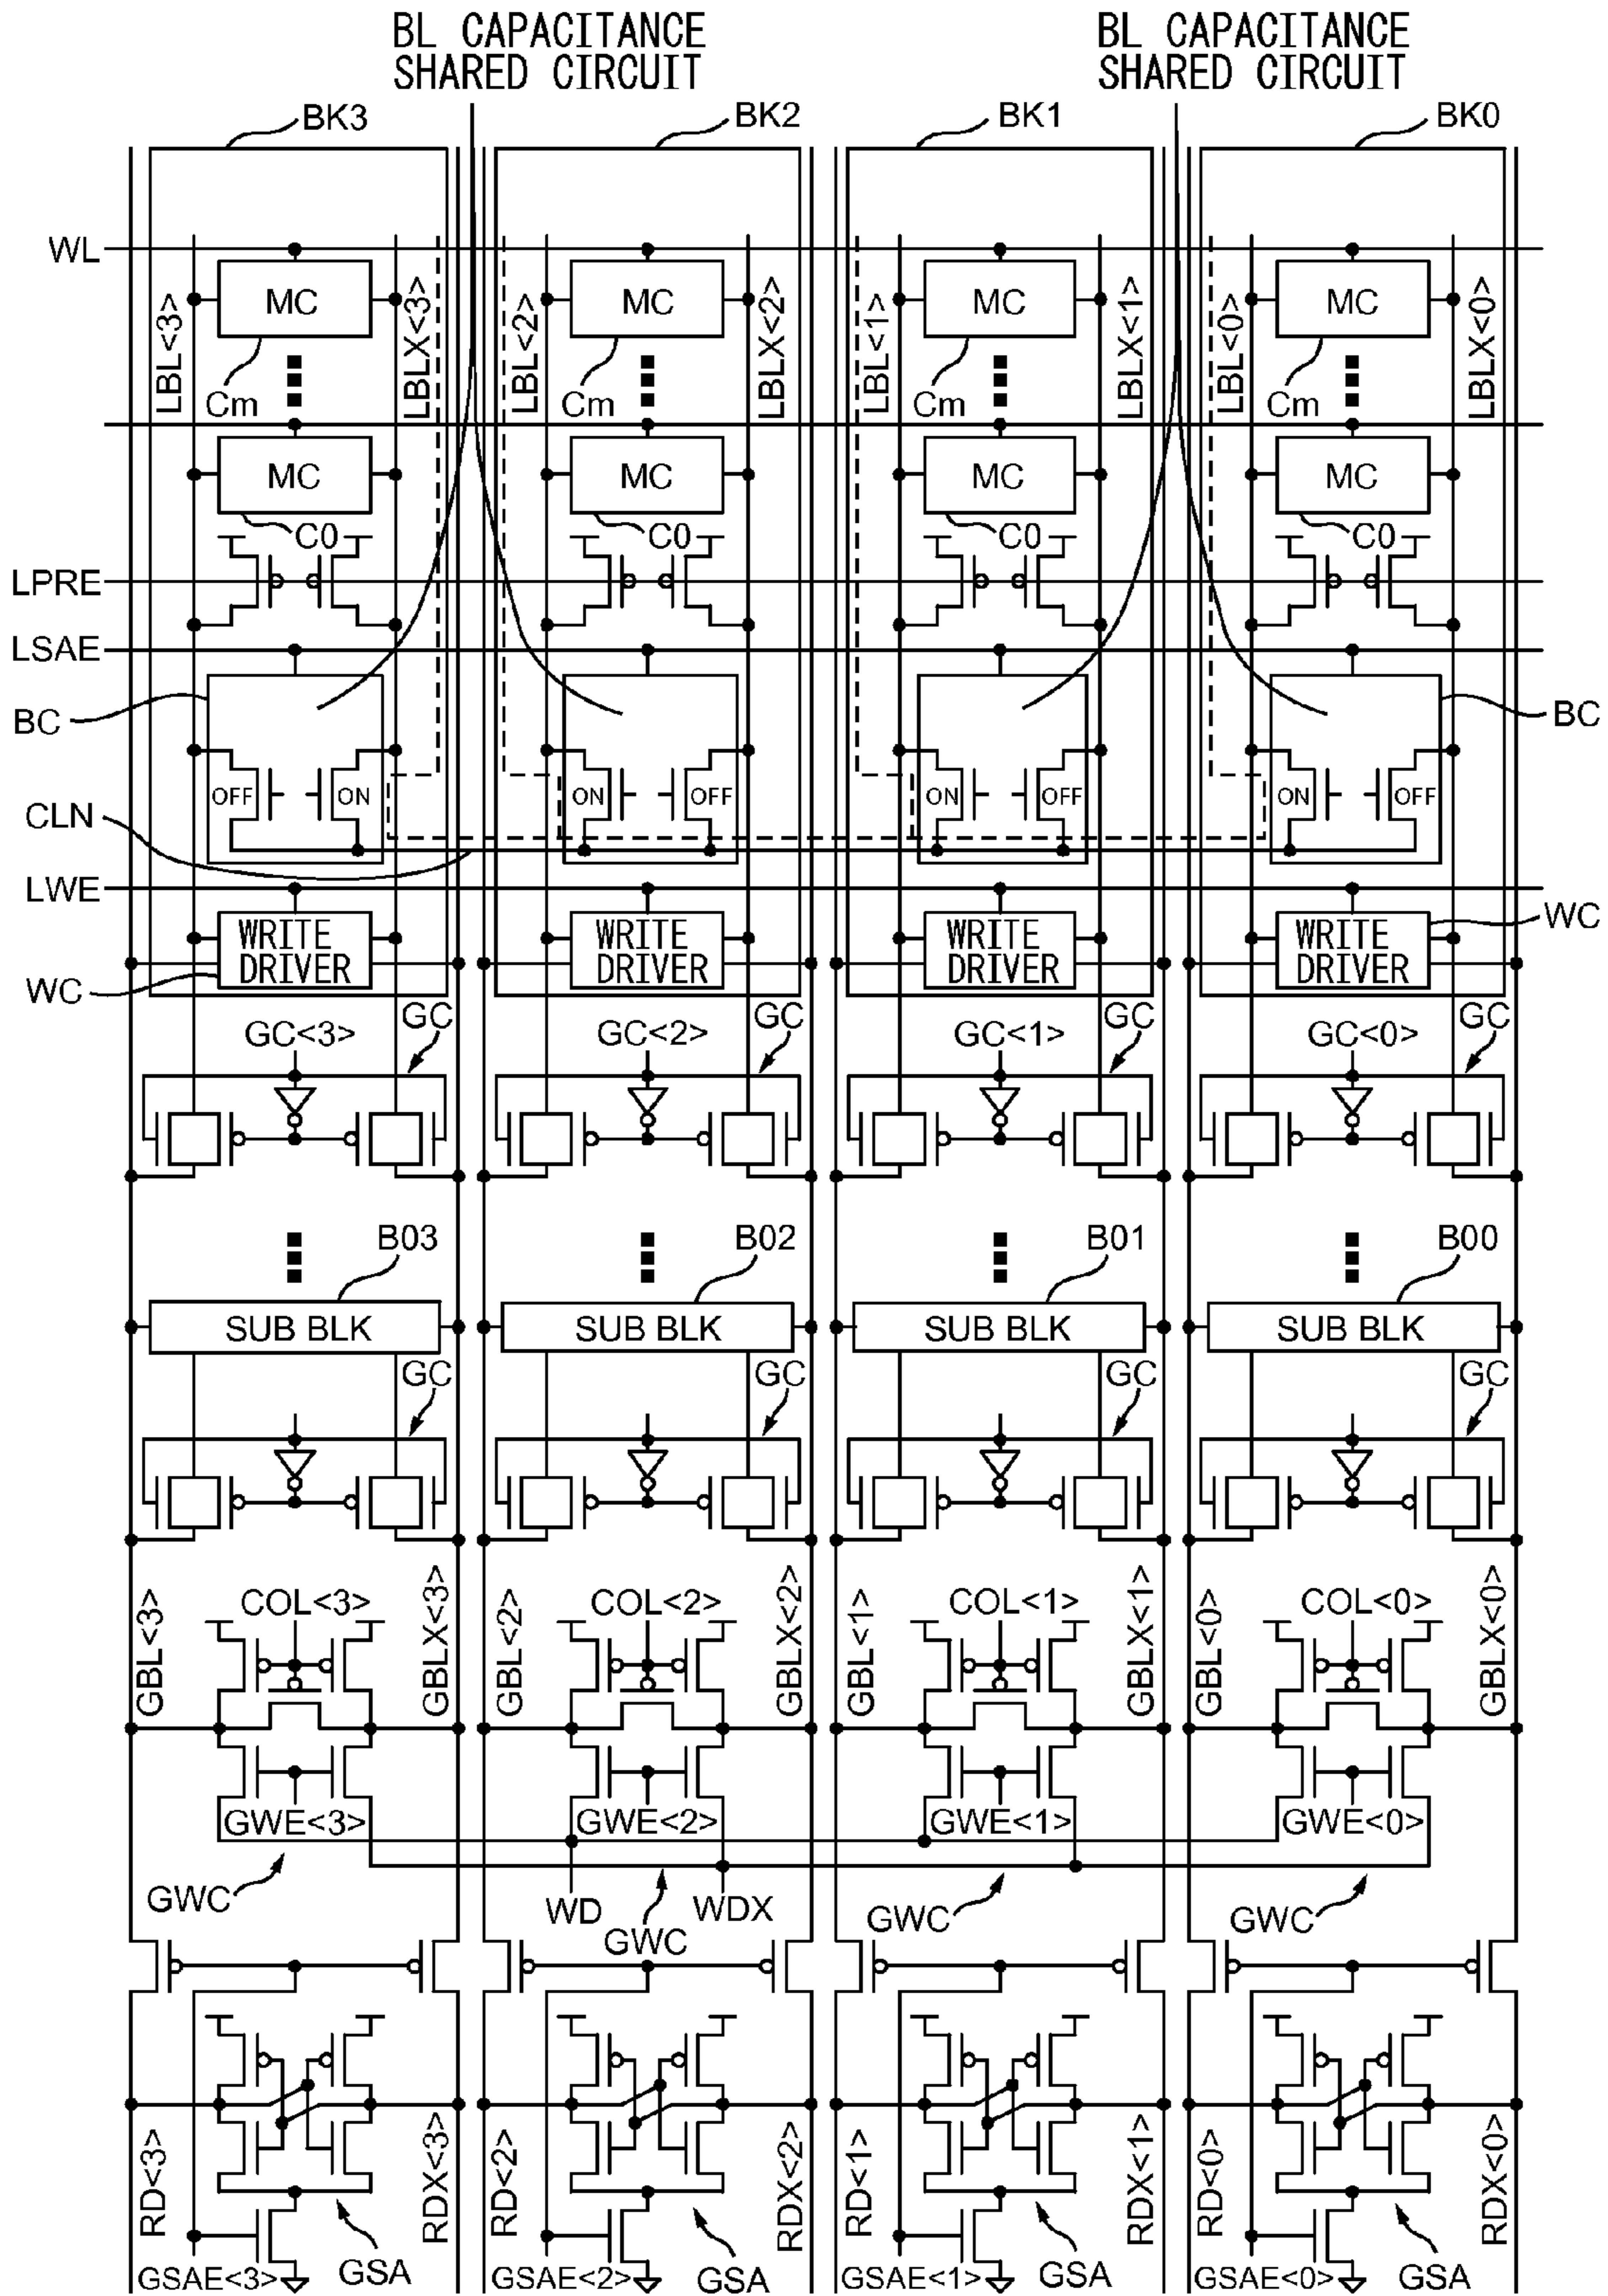 BL CAPACITANCE
SHARED CIRCUIT
BL CAPACITANCE
SHARED CIRCUIT
BK3
BK2
BK1
BK0
WL
MC
MC
MC
MC
LBL<3>
LBLX<3>
LBL<2>
LBLX<2>
LBL<1>
LBLX<1>
LBL<0>
LBLX<0>
Cm
Cm
Cm
Cm
MC
MC
MC
MC
C0
C0
C0
C0
LPRE
LSAE
BC
BC
OFF
ON
ON
OFF
ON
OFF
ON
OFF
CLN
LWE
WRITE
DRIVER
WRITE
DRIVER
WRITE
DRIVER
WRITE
DRIVER
WC
WC
GC<3>
GC
GC<2>
GC
GC<1>
GC
GC<0>
GC
B03
B02
B01
B00
SUB BLK
SUB BLK
SUB BLK
SUB BLK
GC
GC
GC
GC
GBL<3>
COL<3>
GBLX<3>
GBL<2>
COL<2>
GBLX<2>
GBL<1>
COL<1>
GBLX<1>
GBL<0>
COL<0>
GBLX<0>
GWE<3>
GWE<2>
GWE<1>
GWE<0>
GWC
WD
GWC
WDX
GWC
GWC
RD<3>
RDX<3>
RD<2>
RDX<2>
RD<1>
RDX<1>
RD<0>
RDX<0>
GSAE<3>
GSA
GSAE<2>
GSA
GSAE<1>
GSA
GSAE<0>
GSA